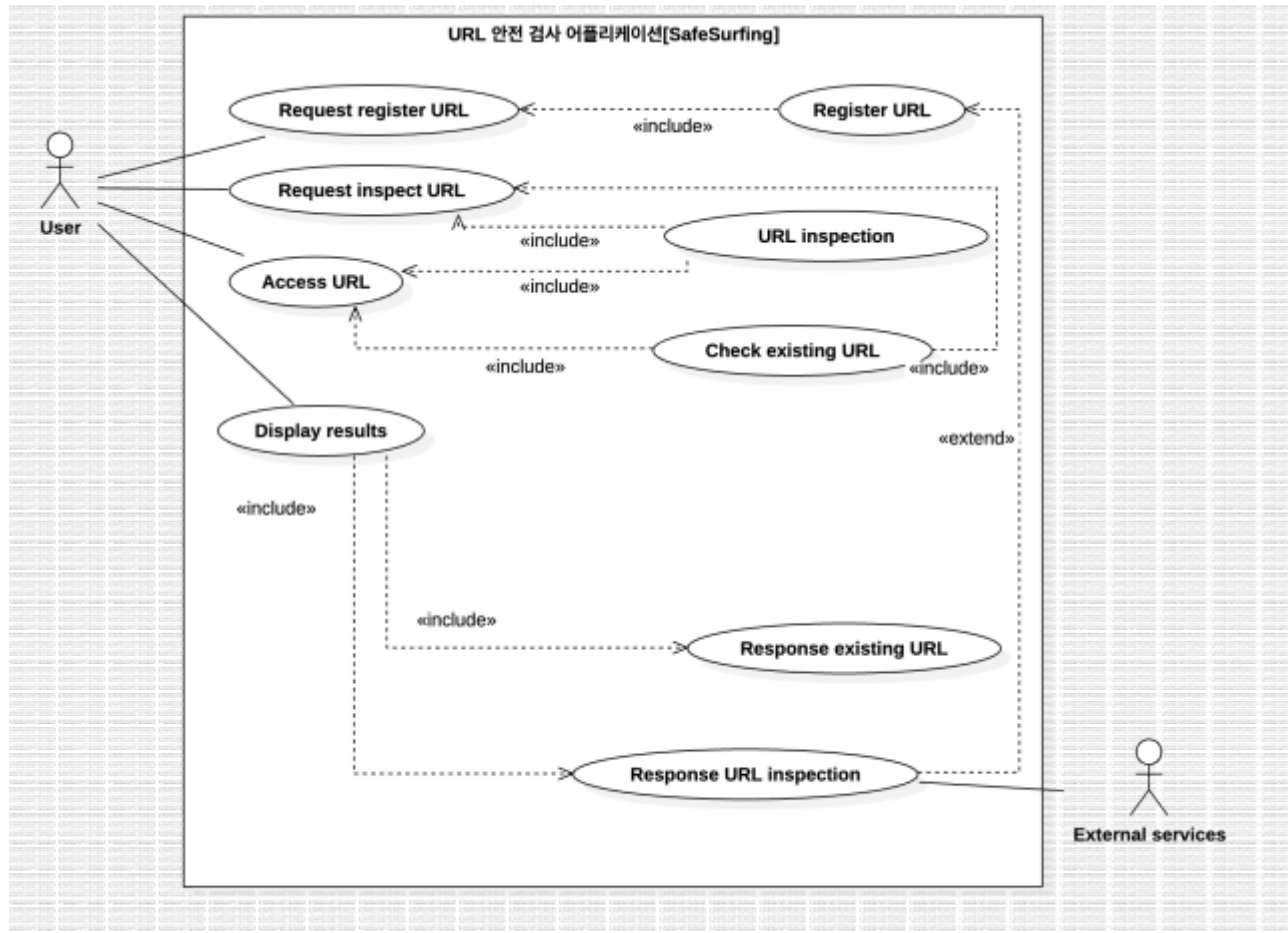 URL 안전 검사 어플리케이션[SafeSurfing]
Request register URL
Register URL
«include»
Request inspect URL
User
URL inspection
«include»
Access URL
«include»
Check existing URL
«include»
«include»
Display results
«extend»
«include»
«include»
Response existing URL
Response URL inspection
External services